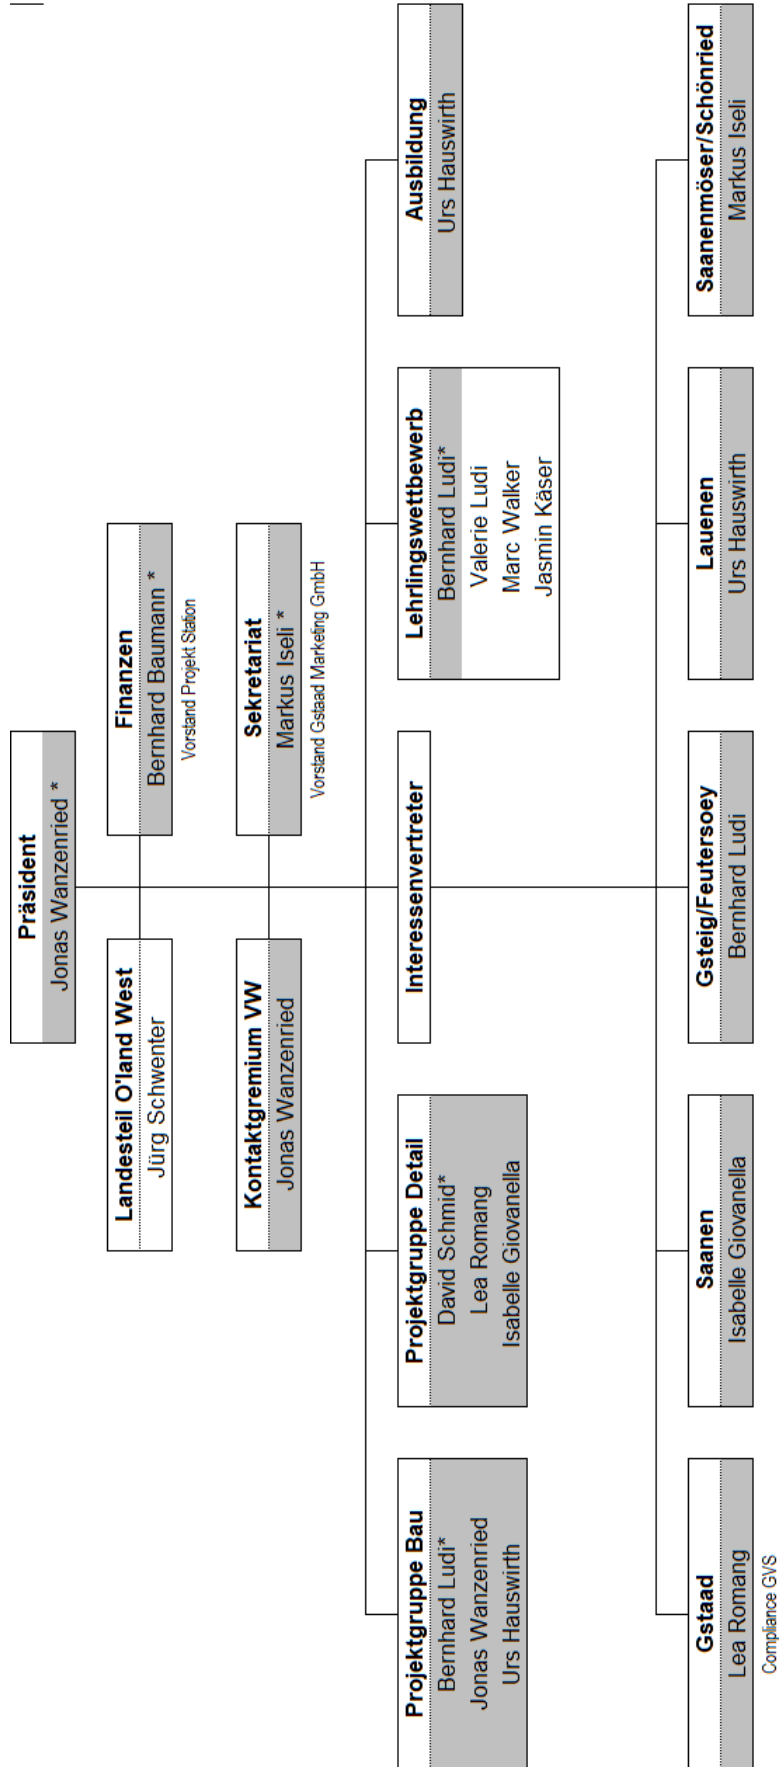 Präsident
Jonas Wanzenried *
Landesteil O'land West
Jürg Schwenter
Finanzen
Bernhard Baumann *
Vorstand Projekt Station
Kontaktgremium VW
Jonas Wanzenried
Sekretariat
Markus Iseli *
Vorstand Gstaad Marketing GmbH
Projektgruppe Bau
Bernhard Ludi*
Jonas Wanzenried
Urs Hauswirth
Projektgruppe Detail
David Schmid*
Lea Romang
Isabelle Giovanella
Interessenvertreter
Lehrlingswettbewerb
Bernhard Ludi*
Valerie Ludi
Marc Walker
Jasmin Käser
Ausbildung
Urs Hauswirth
Gstaad
Lea Romang
Compliance GVS
Saanen
Isabelle Giovanella
Gsteig/Feutersoey
Bernhard Ludi
Lauenen
Urs Hauswirth
Saanenmöser/Schönried
Markus Iseli